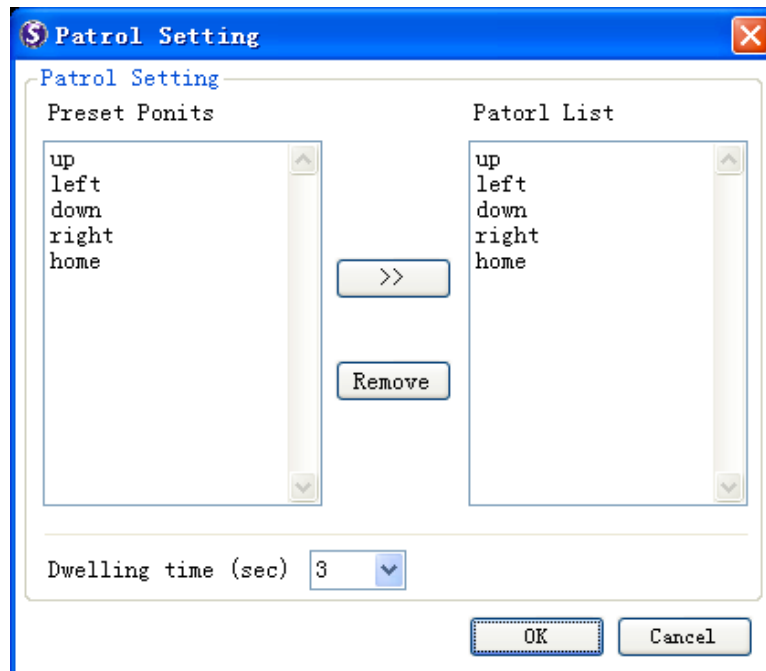 Patrol Setting
Patrol Setting
Preset Ponits
Patorl List
up
left
down
right
home
>>
Remove
up
left
down
right
home
Dwelling time (sec) 3
OK Cancel